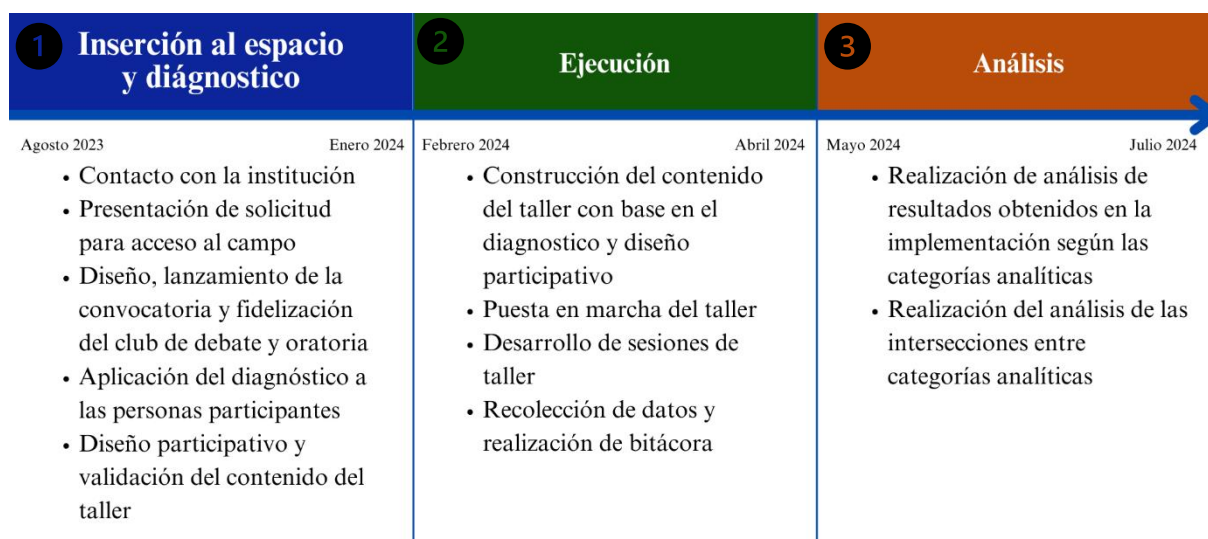 1
Inserción al espacio
y diágnostico
Agosto 2023
Enero 2024
• Contacto con la institución
• Presentación de solicitud
para acceso al campo
• Diseño, lanzamiento de la
convocatoria y fidelización
del club de debate y oratoria
• Aplicación del diagnóstico a
las personas participantes
• Diseño participativo y
validación del contenido del
taller
2
Ejecución
Febrero 2024
Abril 2024
• Construcción del contenido
del taller con base en el
diagnostico y diseño
participativo
• Puesta en marcha del taller
• Desarrollo de sesiones de
taller
• Recolección de datos y
realización de bitácora
3
Análisis
Mayo 2024
Julio 2024
• Realización de análisis de
resultados obtenidos en la
implementación según las
categorías analíticas
• Realización del análisis de las
intersecciones entre
categorías analíticas